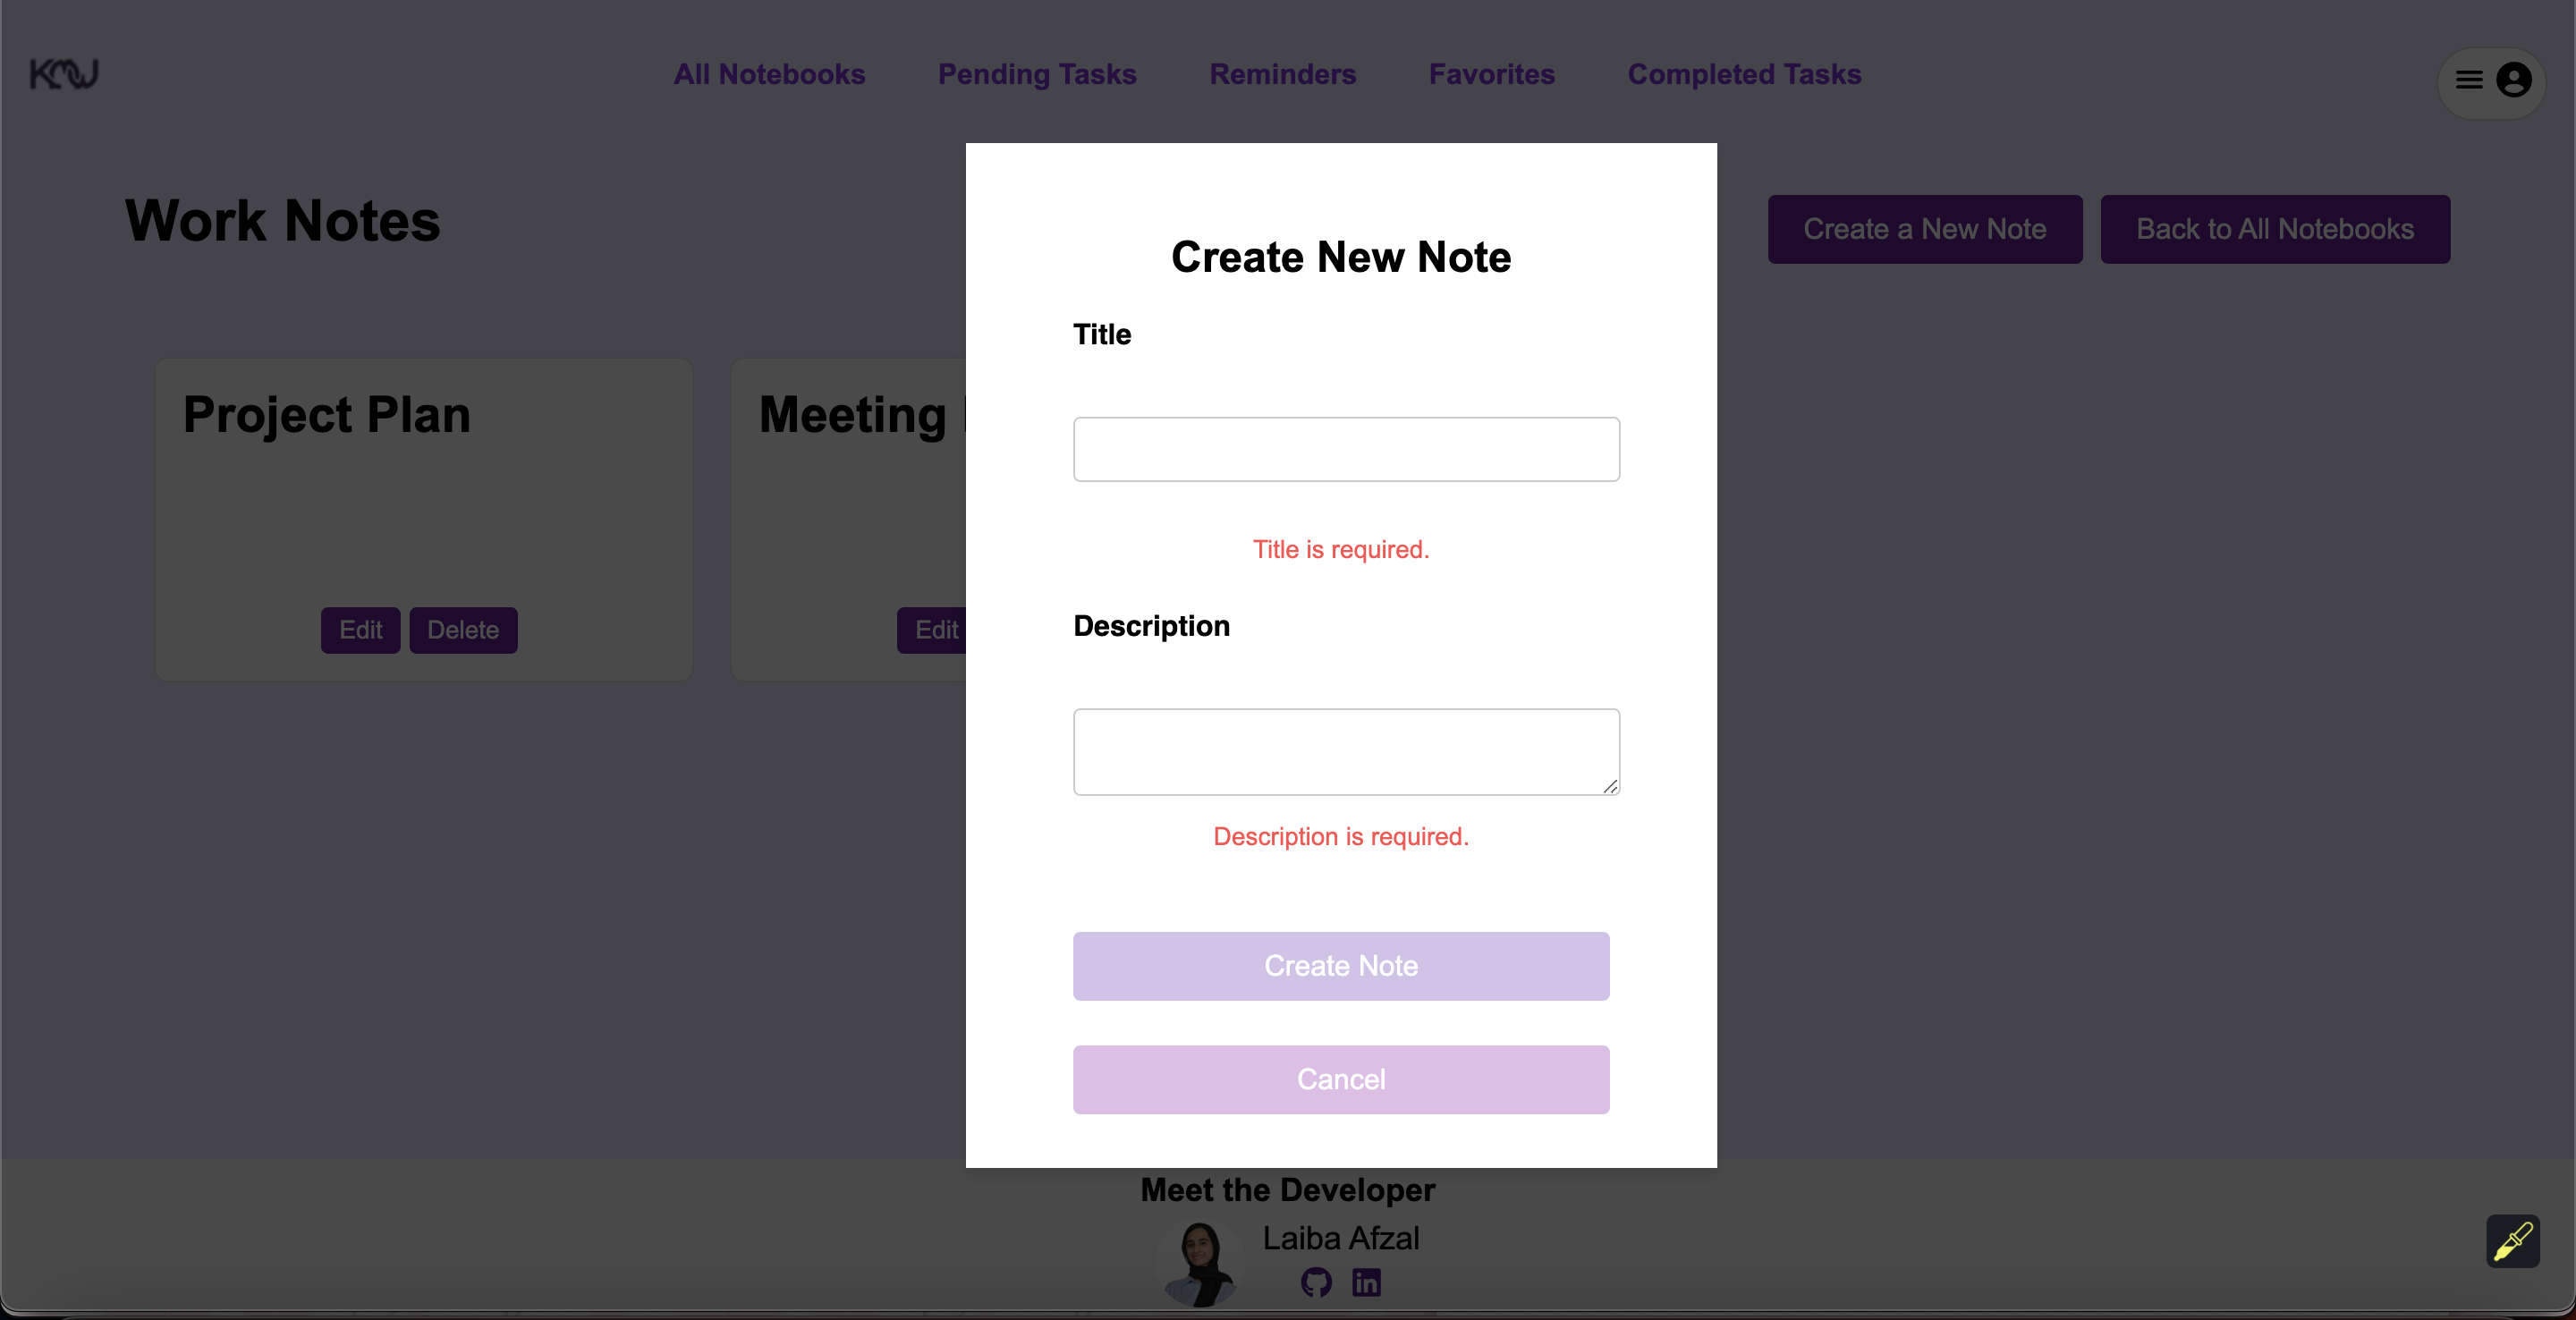 KMW
All Notebooks Pending Tasks Reminders Favorites Completed Tasks
Work Notes
Create a New Note Back to All Notebooks
Project Plan
Meeting
Edit Delete
Edit
Create New Note
Title
Title is required.
Description
Description is required.
Create Note
Cancel
Meet the Developer
Laiba Afzal
in